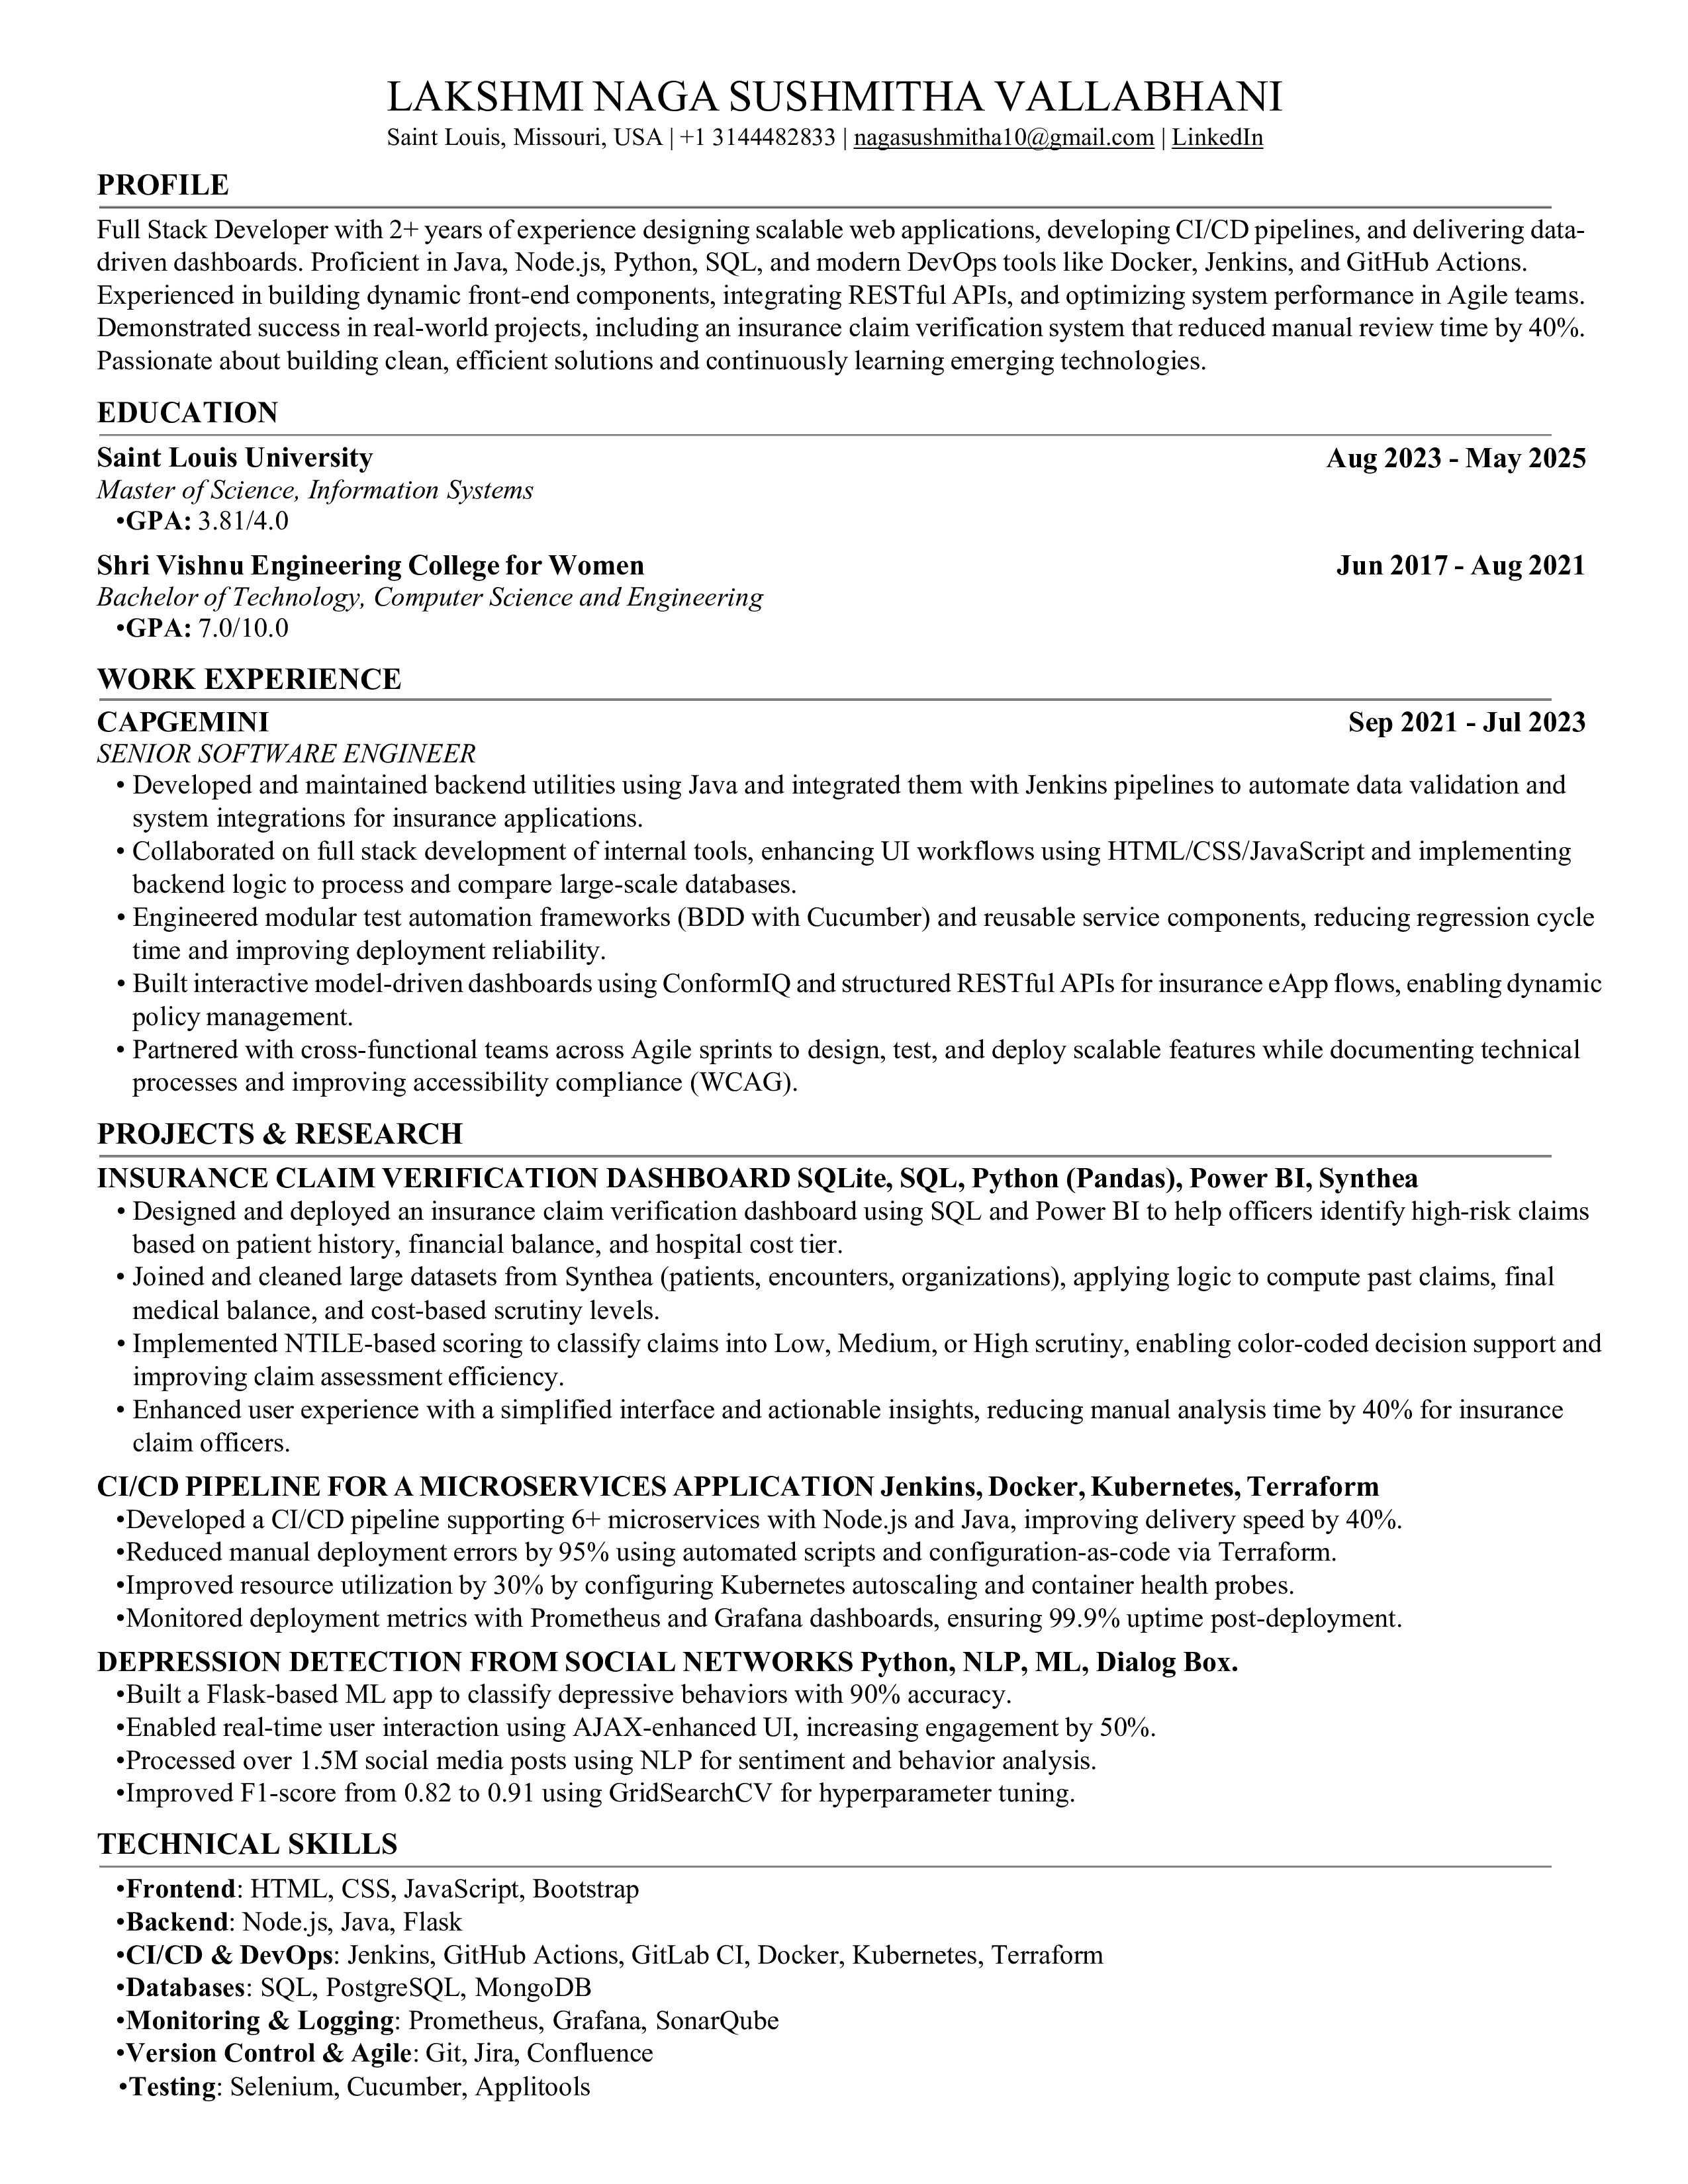 LAKSHMI NAGA SUSHMITHA VALLABHANI
Saint Louis, Missouri, USA | +1 3144482833 | nagasushmitha10@gmail.com | LinkedIn
PROFILE
Full Stack Developer with 2+ years of experience designing scalable web applications, developing CI/CD pipelines, and delivering data-
driven dashboards. Proficient in Java, Node.js, Python, SQL, and modern DevOps tools like Docker, Jenkins, and GitHub Actions.
Experienced in building dynamic front-end components, integrating RESTful APIs, and optimizing system performance in Agile teams.
Demonstrated success in real-world projects, including an insurance claim verification system that reduced manual review time by 40%.
Passionate about building clean, efficient solutions and continuously learning emerging technologies.
EDUCATION
Saint Louis University Aug 2023 - May 2025
Master of Science, Information Systems
•GPA: 3.81/4.0
Shri Vishnu Engineering College for Women Jun 2017 - Aug 2021
Bachelor of Technology, Computer Science and Engineering
•GPA: 7.0/10.0
WORK EXPERIENCE
CAPGEMINI Sep 2021 - Jul 2023
SENIOR SOFTWARE ENGINEER
• Developed and maintained backend utilities using Java and integrated them with Jenkins pipelines to automate data validation and
system integrations for insurance applications.
• Collaborated on full stack development of internal tools, enhancing UI workflows using HTML/CSS/JavaScript and implementing
backend logic to process and compare large-scale databases.
• Engineered modular test automation frameworks (BDD with Cucumber) and reusable service components, reducing regression cycle
time and improving deployment reliability.
• Built interactive model-driven dashboards using ConformIQ and structured RESTful APIs for insurance eApp flows, enabling dynamic
policy management.
• Partnered with cross-functional teams across Agile sprints to design, test, and deploy scalable features while documenting technical
processes and improving accessibility compliance (WCAG).
PROJECTS & RESEARCH
INSURANCE CLAIM VERIFICATION DASHBOARD SQLite, SQL, Python (Pandas), Power BI, Synthea
• Designed and deployed an insurance claim verification dashboard using SQL and Power BI to help officers identify high-risk claims
based on patient history, financial balance, and hospital cost tier.
• Joined and cleaned large datasets from Synthea (patients, encounters, organizations), applying logic to compute past claims, final
medical balance, and cost-based scrutiny levels.
• Implemented NTILE-based scoring to classify claims into Low, Medium, or High scrutiny, enabling color-coded decision support and
improving claim assessment efficiency.
• Enhanced user experience with a simplified interface and actionable insights, reducing manual analysis time by 40% for insurance
claim officers.
CI/CD PIPELINE FOR A MICROSERVICES APPLICATION Jenkins, Docker, Kubernetes, Terraform
•Developed a CI/CD pipeline supporting 6+ microservices with Node.js and Java, improving delivery speed by 40%.
•Reduced manual deployment errors by 95% using automated scripts and configuration-as-code via Terraform.
•Improved resource utilization by 30% by configuring Kubernetes autoscaling and container health probes.
•Monitored deployment metrics with Prometheus and Grafana dashboards, ensuring 99.9% uptime post-deployment.
DEPRESSION DETECTION FROM SOCIAL NETWORKS Python, NLP, ML, Dialog Box.
•Built a Flask-based ML app to classify depressive behaviors with 90% accuracy.
•Enabled real-time user interaction using AJAX-enhanced UI, increasing engagement by 50%.
•Processed over 1.5M social media posts using NLP for sentiment and behavior analysis.
•Improved F1-score from 0.82 to 0.91 using GridSearchCV for hyperparameter tuning.
TECHNICAL SKILLS
•Frontend: HTML, CSS, JavaScript, Bootstrap
•Backend: Node.js, Java, Flask
•CI/CD & DevOps: Jenkins, GitHub Actions, GitLab CI, Docker, Kubernetes, Terraform
•Databases: SQL, PostgreSQL, MongoDB
•Monitoring & Logging: Prometheus, Grafana, SonarQube
•Version Control & Agile: Git, Jira, Confluence
•Testing: Selenium, Cucumber, Applitools